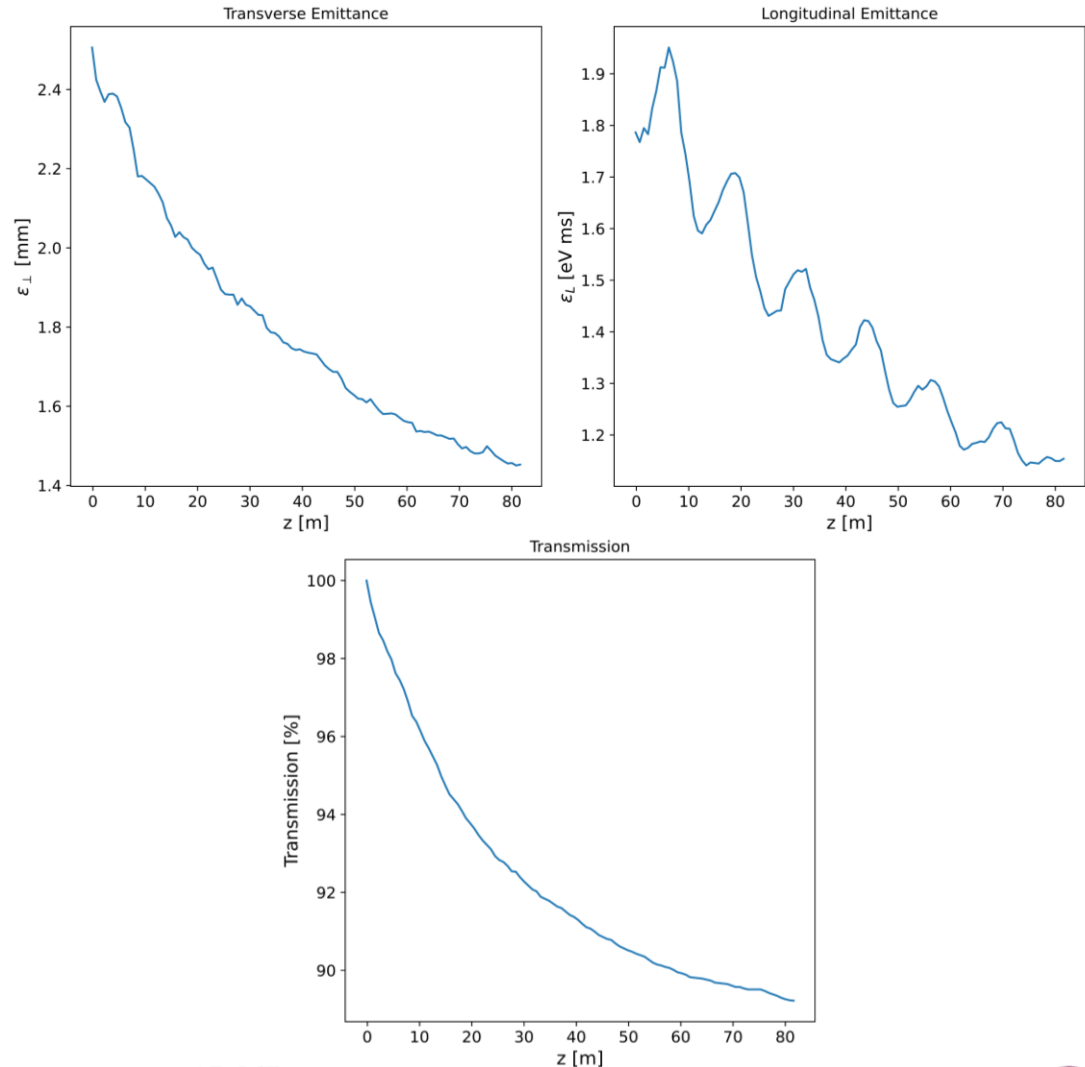 Transverse Emittance
ε⊥ [mm]
2.4
2.2
2.0
1.8
1.6
1.4
0 10 20 30 40 50 60 70 80
z [m]
Longitudinal Emittance
εL [eV ms]
1.9
1.8
1.7
1.6
1.5
1.4
1.3
1.2
0 10 20 30 40 50 60 70 80
z [m]
Transmission
Transmission [%]
100
98
96
94
92
90
0 10 20 30 40 50 60 70 80
z [m]